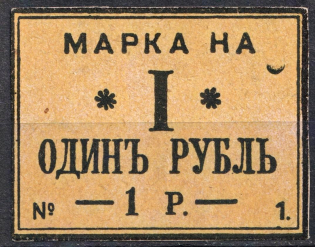 МАРКА НА
* I *
ОДИНЪ РУБЛЬ
№ — 1 Р. — 1.